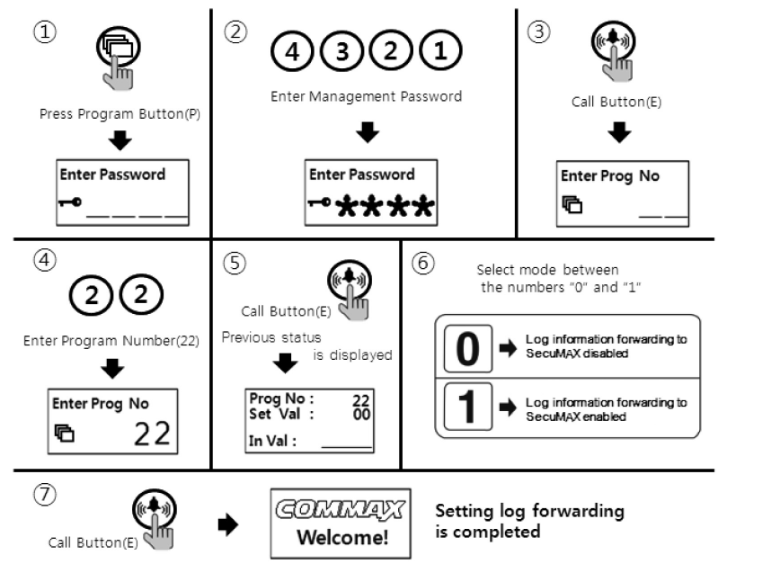 ①
Press Program Button(P)
Enter Password
②
4 3 2 1
Enter Management Password
Enter Password
③
Call Button(E)
Enter Prog No
④
2 2
Enter Program Number(22)
Enter Prog No
22
⑤
Call Button(E)
Previous status
is displayed
Prog No : 22
Set Val : 00
In Val :
⑥
Select mode between
the numbers "0" and "1"
0
Log information forwarding to
SecuMAX disabled
1
Log information forwarding to
SecuMAX enabled
⑦
Call Button(E)
COMMAX
Welcome!
Setting log forwarding
is completed